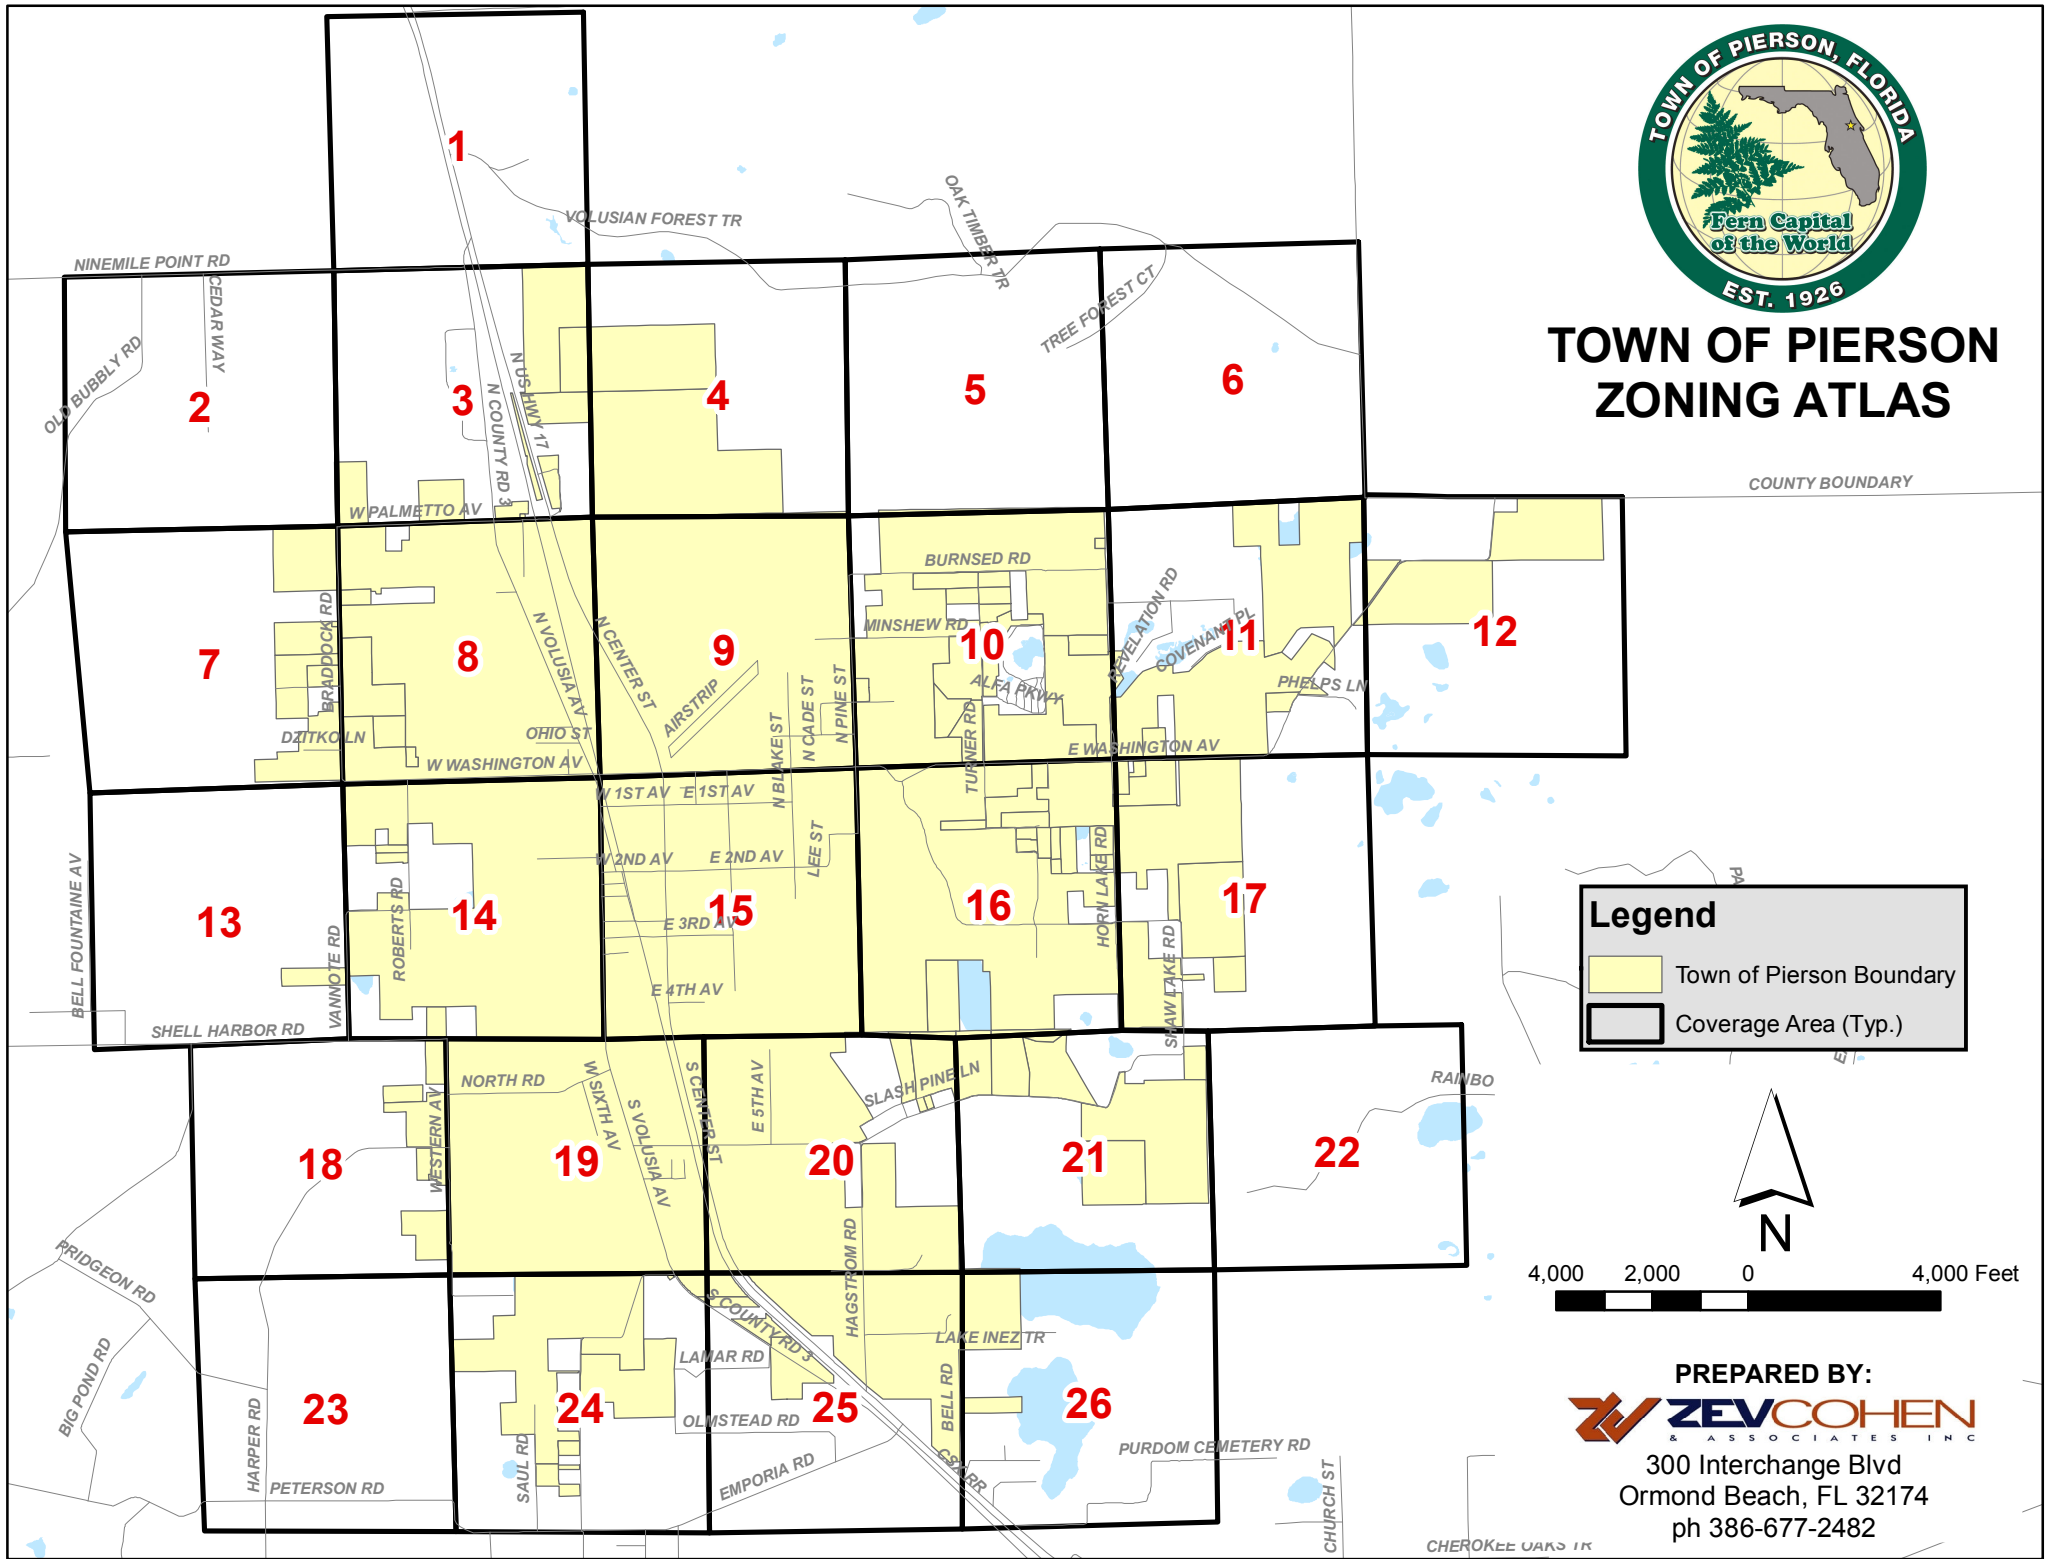 TOWN OF PIERSON, FLORIDA
Fern Capital
of the World
EST. 1926
TOWN OF PIERSON
ZONING ATLAS
1
VOLUSIAN FOREST TR
OAK TIMBER TR
NINEMILE POINT RD
CEDAR WAY
OLD BUBBLY RD
TREE FOREST CT
N US HWY 17
N COUNTY RD 3
2
3
4
5
6
W PALMETTO AV
COUNTY BOUNDARY
BURNSED RD
BRADDOCK RD
N VOLUSIA AV
N CENTER ST
MINSHEW RD
REVELATION RD
COVENANT PL
7
8
9
10
11
12
AIRSTRIP
N CADE ST
N PINE ST
ALFA PKWY
PHELPS LN
DZITKO LN
OHIO ST
N BLAKE ST
TURNER RD
E WASHINGTON AV
W WASHINGTON AV
W 1ST AV
E 1ST AV
LEE ST
W 2ND AV
E 2ND AV
HORN LAKE RD
BELL FOUNTAINE AV
VANNOTE RD
ROBERTS RD
13
14
15
16
17
E 3RD AV
SHAW LAKE RD
E 4TH AV
SHELL HARBOR RD
PA
Legend
Town of Pierson Boundary
Coverage Area (Typ.)
NORTH RD
W SIXTH AV
S VOLUSIA AV
S CENTER ST
E 5TH AV
SLASH PINE LN
RAINBO
WESTERN AV
18
19
20
21
22
N
HAGSTROM RD
PRIDGEON RD
4,000
2,000
0
4,000 Feet
S COUNTY RD 3
LAKE INEZ TR
LAMAR RD
BIG POND RD
BELL RD
23
24
25
26
HARPER RD
OLMSTEAD RD
SAUL RD
PETERSON RD
EMPORIA RD
CSX RR
PURDOM CEMETERY RD
CHURCH ST
CHEROKEE OAKS TR
PREPARED BY:
ZEVCOHEN
& ASSOCIATES INC
300 Interchange Blvd
Ormond Beach, FL 32174
ph 386-677-2482